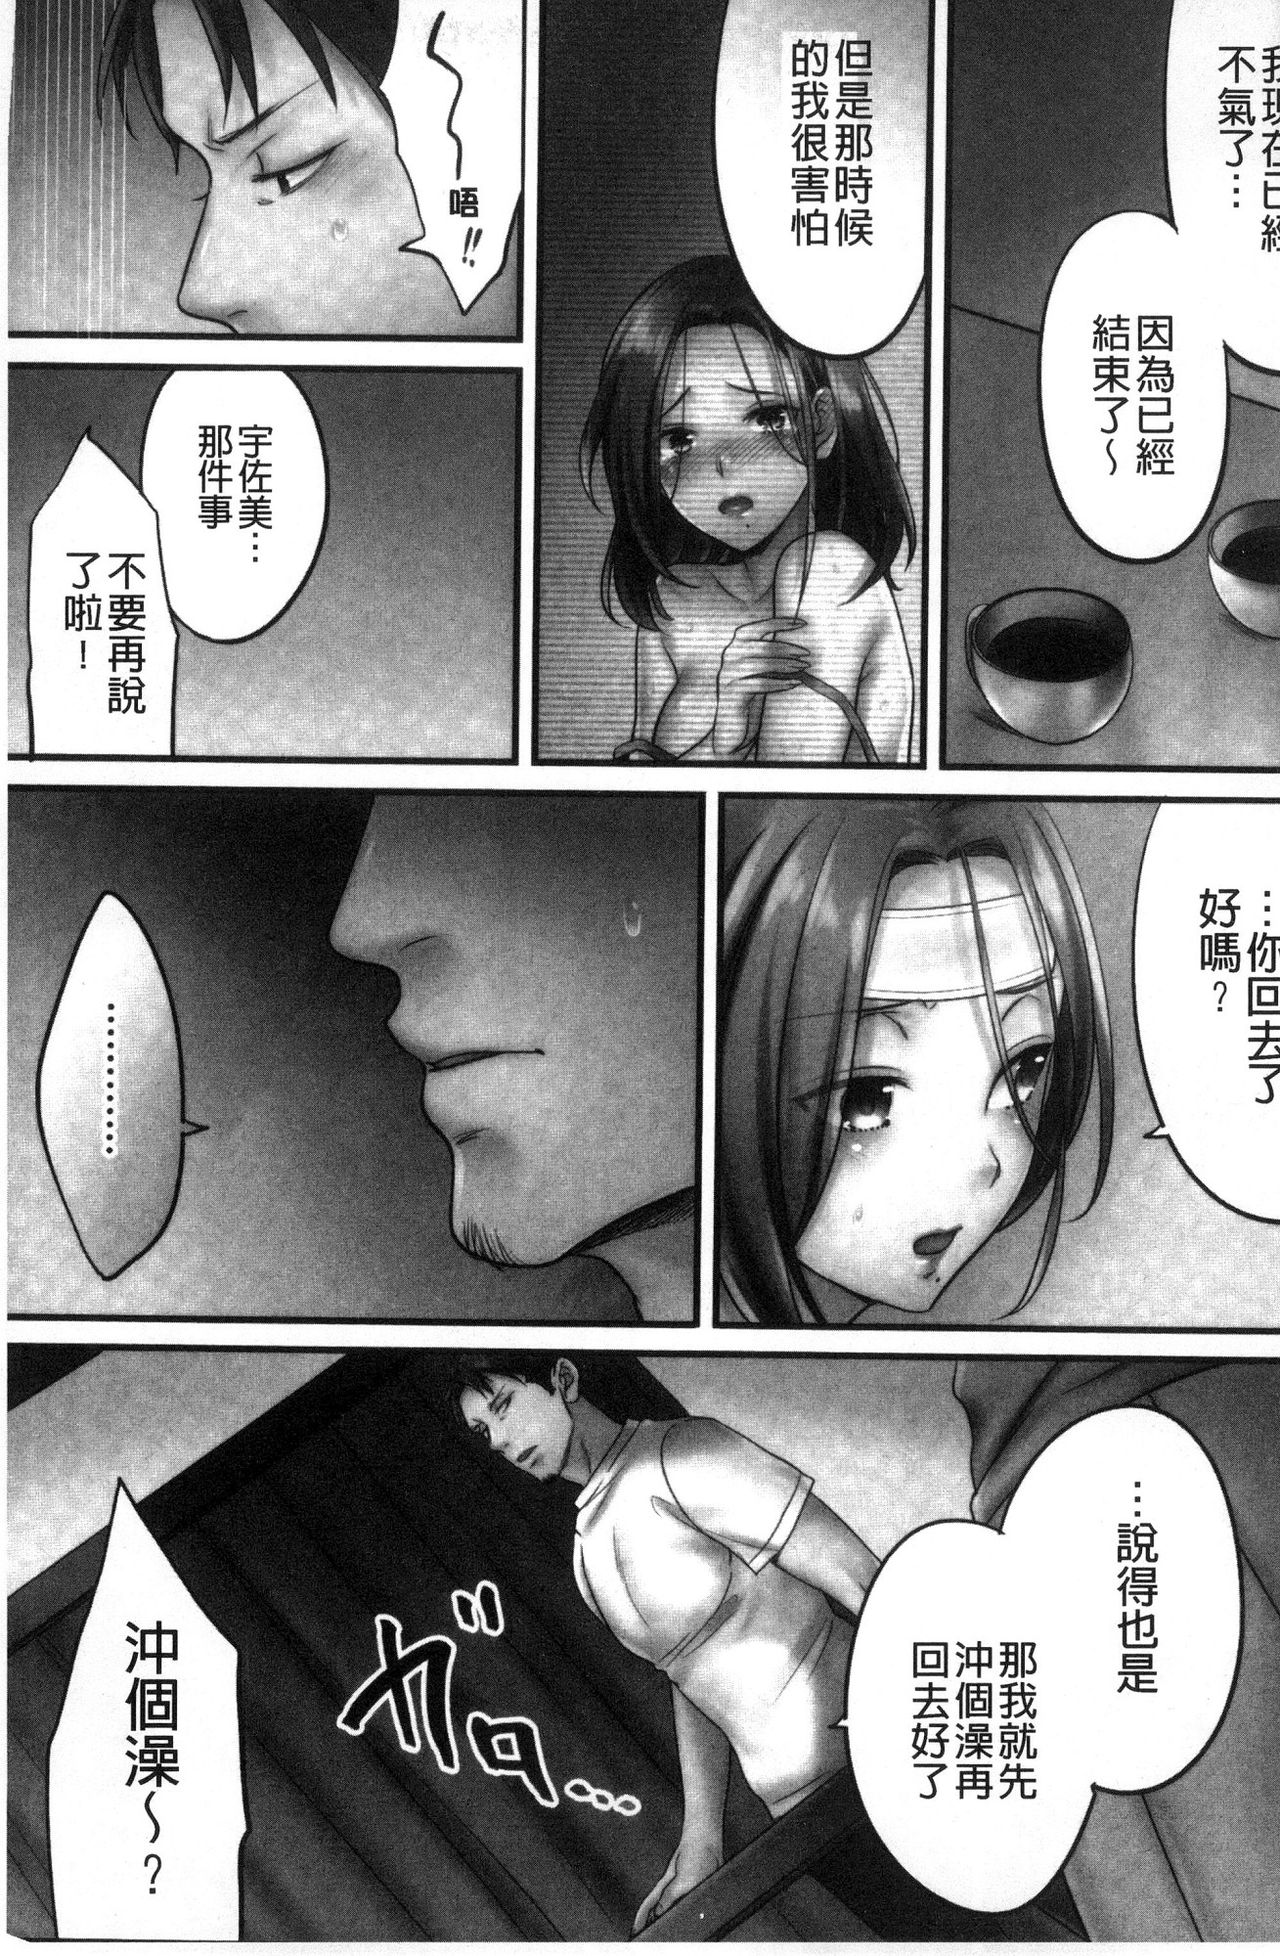 我現在已經
不氣了…
因為已經
結束了～
但是那時候
的我很害怕
唔!!
宇佐美…
那件事
不要再說
了啦！
…你回去了
好嗎？
………
…說得也是
那我就先
沖個澡再
回去好了
ガロ…
沖個澡～？